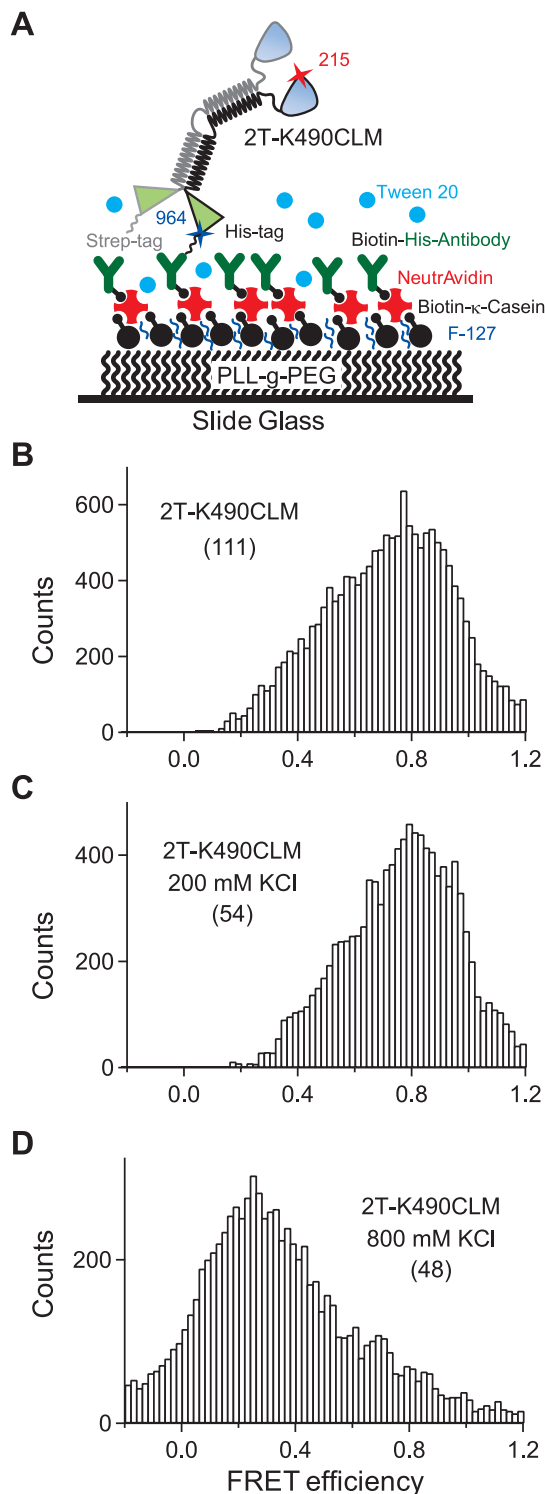 A
215
2T-K490CLM
964
Tween 20
Strep-tag
His-tag
Biotin-His-Antibody
NeutrAvidin
Biotin-κ-Casein
F-127
PLL-g-PEG
Slide Glass
B
2T-K490CLM
(111)
Counts
600
400
200
0
0.0 0.4 0.8 1.2
C
2T-K490CLM
200 mM KCl
(54)
Counts
400
200
0
0.0 0.4 0.8 1.2
D
2T-K490CLM
800 mM KCl
(48)
Counts
200
0
0.0 0.4 0.8 1.2
FRET efficiency